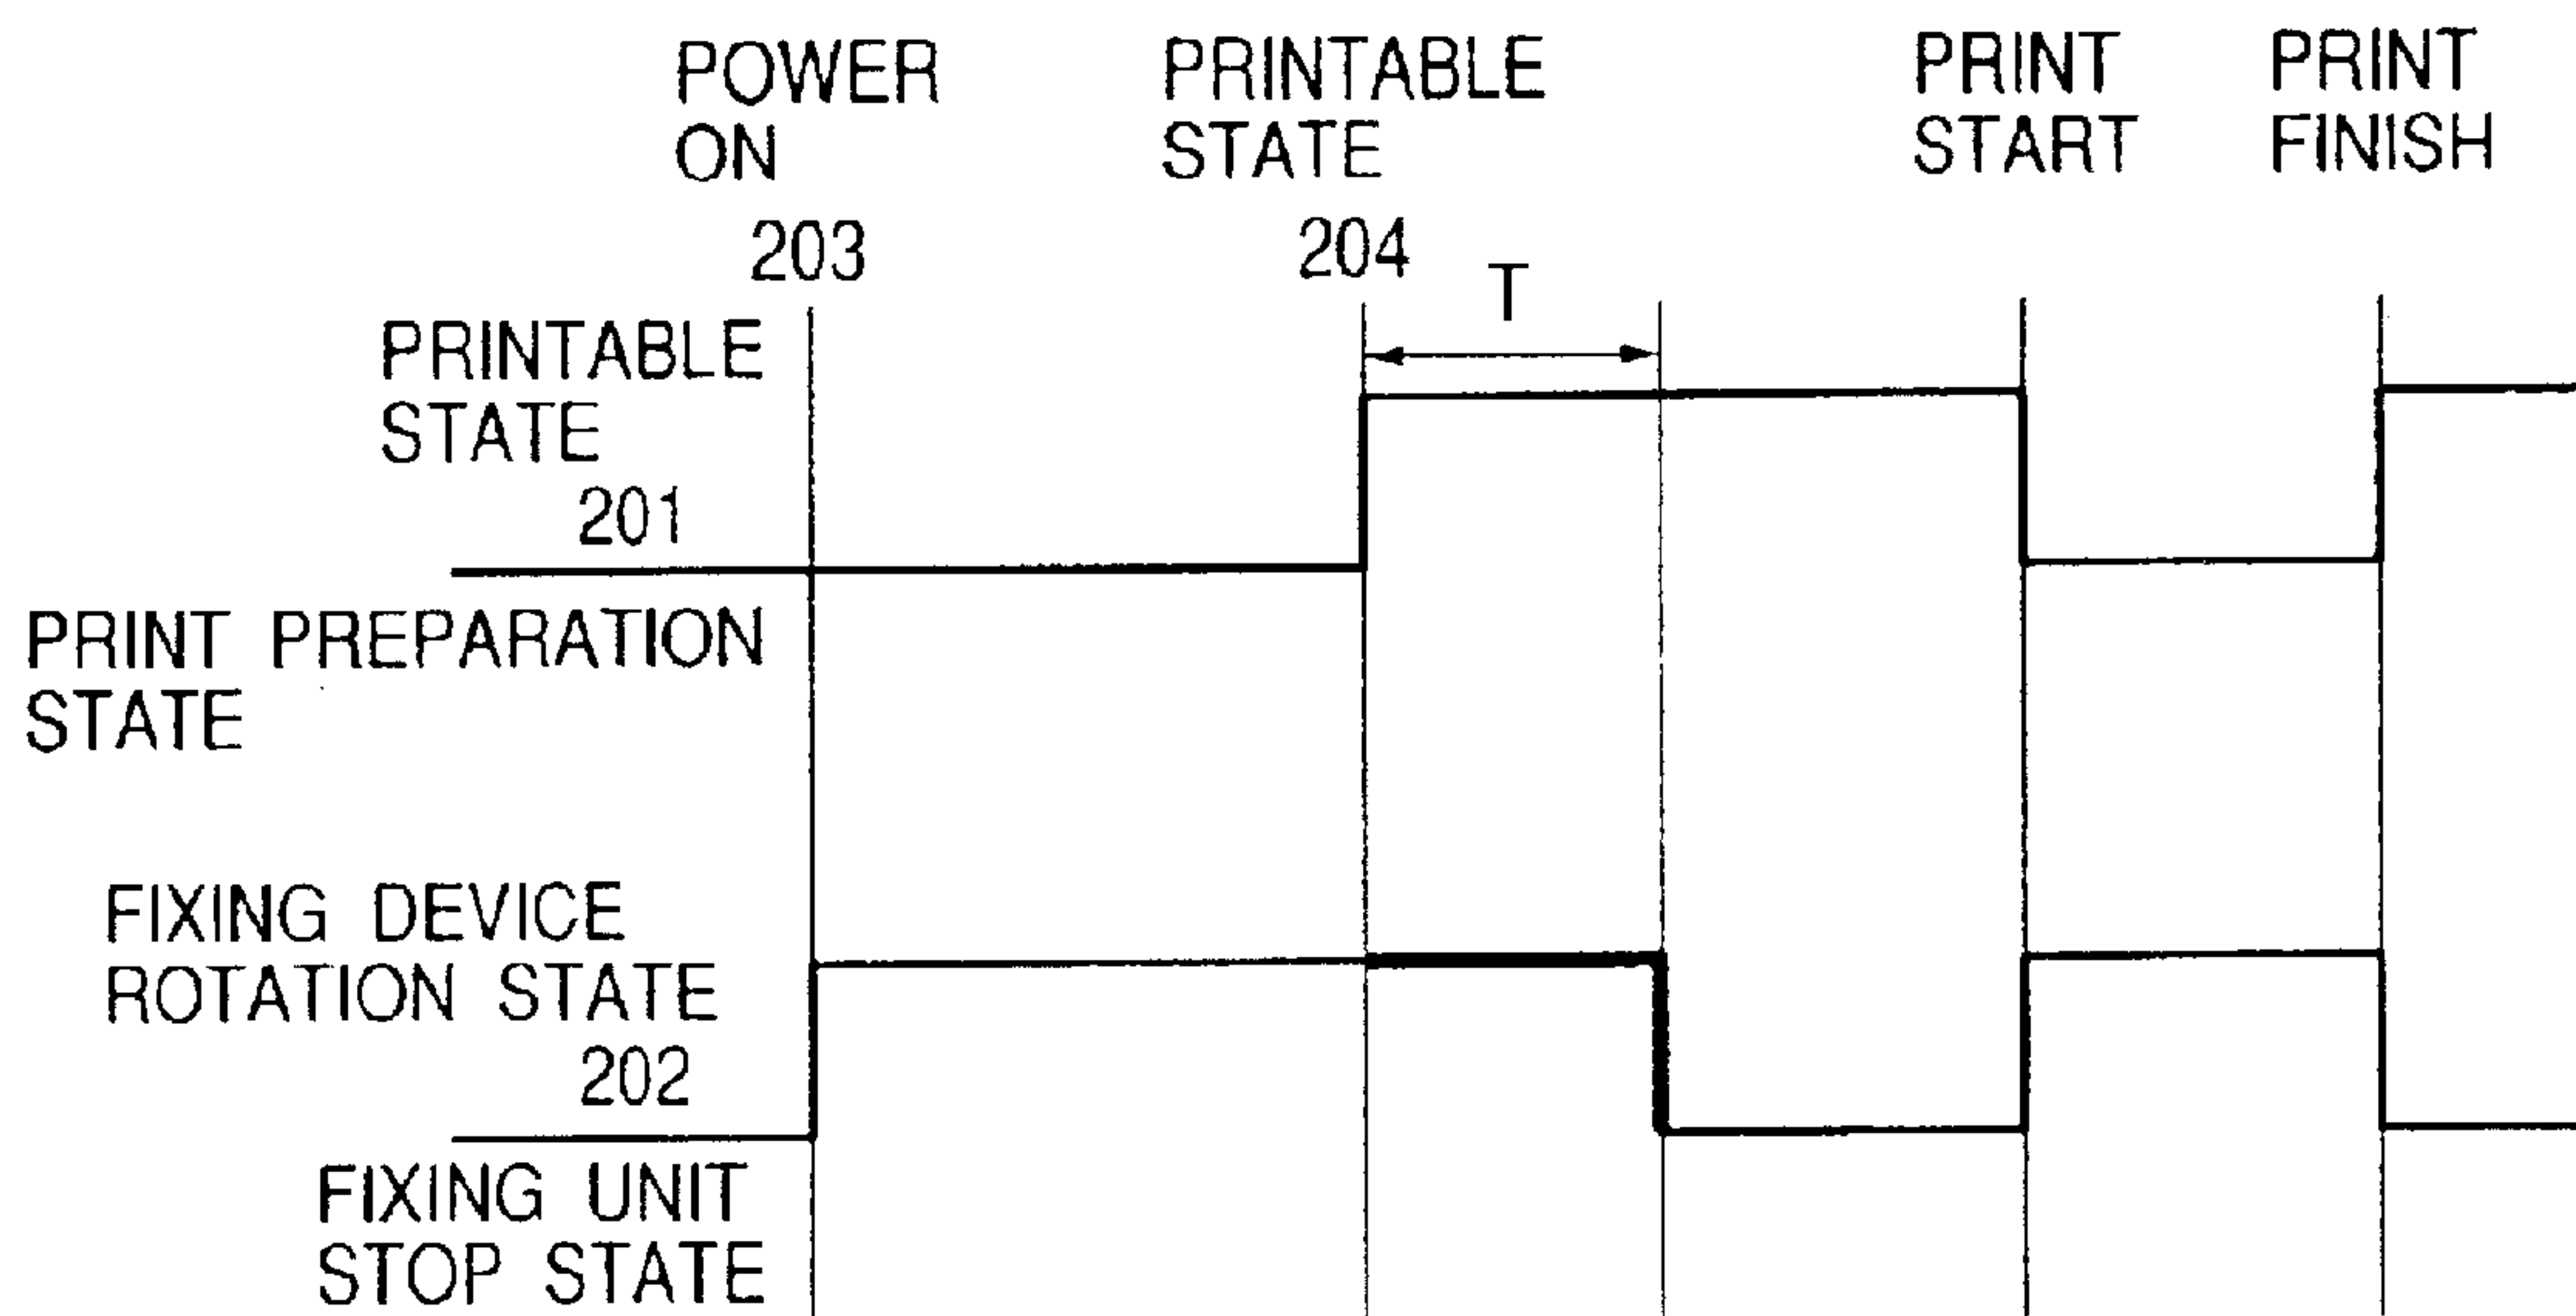 POWER
ON
203
PRINTABLE
STATE
204
T
PRINT
START
PRINT
FINISH
PRINTABLE
STATE
201
PRINT PREPARATION
STATE
FIXING DEVICE
ROTATION STATE
202
FIXING UNIT
STOP STATE